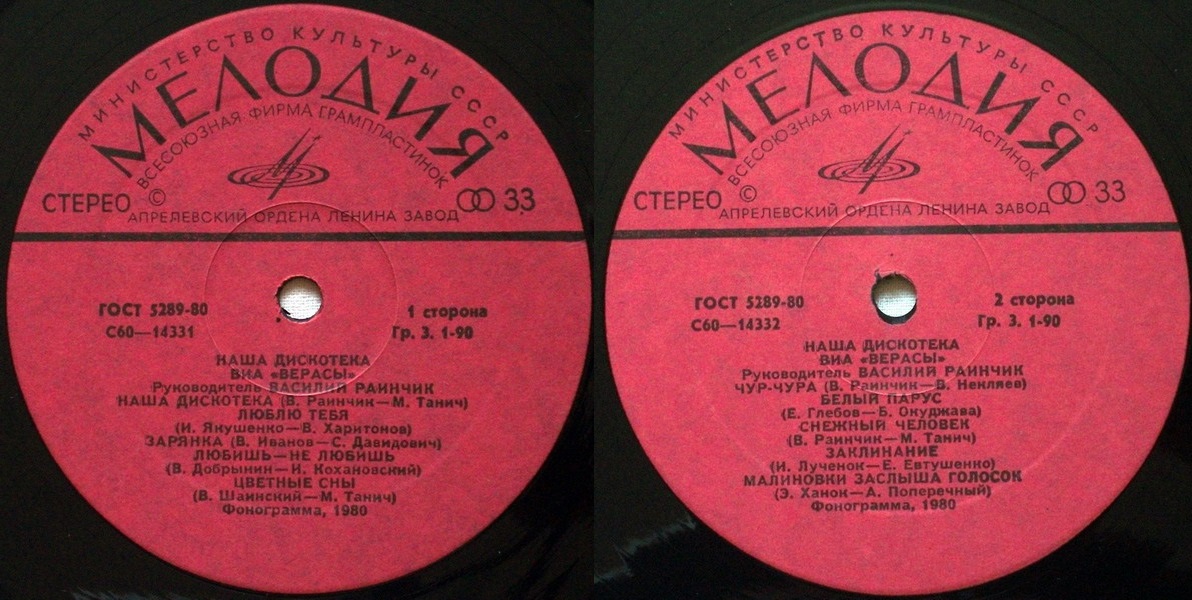 МИНИСТЕРСТВО КУЛЬТУРЫ СССР
МЕЛОДИЯ
ВСЕСОЮЗНАЯ ФИРМА ГРАМПЛАСТИНОК
СТЕРЕО © 33
АПРЕЛЕВСКИЙ ОРДЕНА ЛЕНИНА ЗАВОД
ГОСТ 5289-80 1 сторона
С60—14331 Гр. 3. 1-90
НАША ДИСКОТЕКА
ВИА «ВЕРАСЫ»
Руководитель ВАСИЛИЙ РАИНЧИК
НАША ДИСКОТЕКА (В. Раинчик—М. Танич)
ЛЮБЛЮ ТЕБЯ
(И. Якушенко—В. Харитонов)
ЗАРЯНКА (В. Иванов—С. Давидович)
ЛЮБИШЬ—НЕ ЛЮБИШЬ
(В. Добрынин—И. Кохановский)
ЦВЕТНЫЕ СНЫ
(В. Шаинский—М. Танич)
Фонограмма, 1980
МИНИСТЕРСТВО КУЛЬТУРЫ СССР
МЕЛОДИЯ
ВСЕСОЮЗНАЯ ФИРМА ГРАМПЛАСТИНОК
СТЕРЕО © 33
АПРЕЛЕВСКИЙ ОРДЕНА ЛЕНИНА ЗАВОД
ГОСТ 5289-80 2 сторона
С60—14332 Гр. 3. 1-90
НАША ДИСКОТЕКА
ВИА «ВЕРАСЫ»
Руководитель ВАСИЛИЙ РАИНЧИК
ЧУР-ЧУРА (В. Раинчик—В. Некляев)
БЕЛЫЙ ПАРУС
(Е. Глебов—Б. Окуджава)
СНЕЖНЫЙ ЧЕЛОВЕК
(В. Раинчик—М. Танич)
ЗАКЛИНАНИЕ
(И. Лученок—Е. Евтушенко)
МАЛИНОВКИ ЗАСЛЫША ГОЛОСОК
(Э. Ханок—А. Поперечный)
Фонограмма, 1980